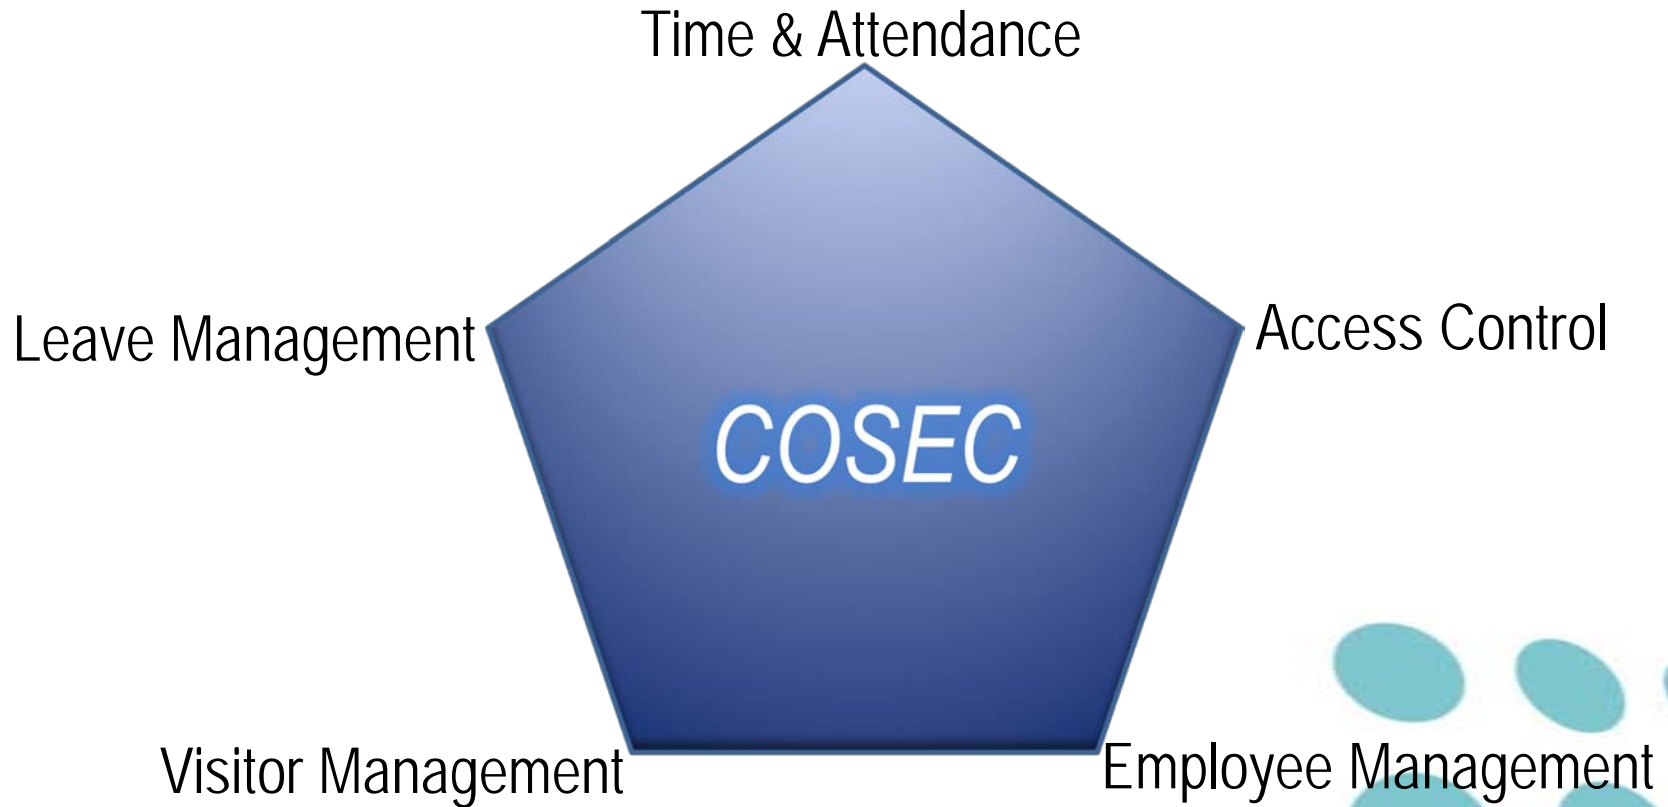 Time & Attendance
Leave Management
Access Control
COSEC
Visitor Management
Employee Management